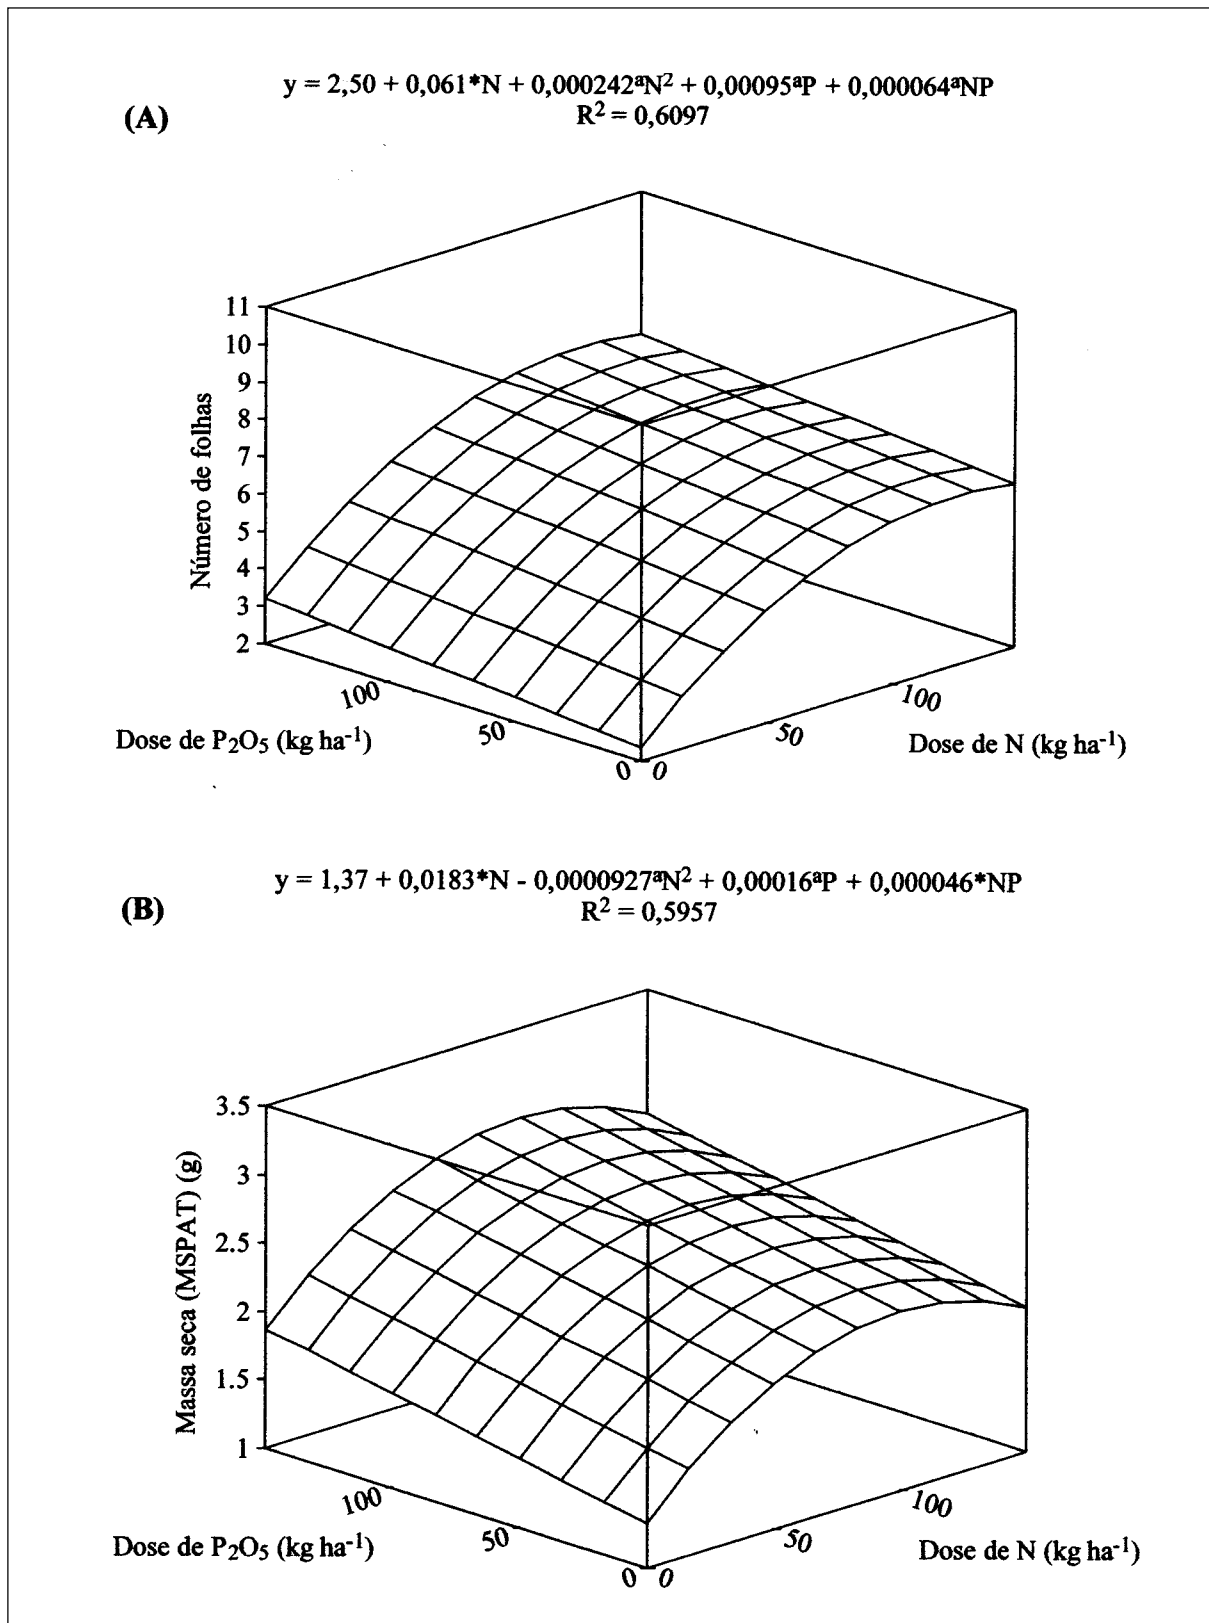 y = 2,50 + 0,061*N + 0,000242ªN² + 0,00095ªP + 0,000064ªNP
R² = 0,6097
(A)
11
10
9
8
7
6
5
4
3
2
Número de folhas
100
50
0
0
50
100
Dose de P₂O₅ (kg ha⁻¹)
Dose de N (kg ha⁻¹)
y = 1,37 + 0,0183*N - 0,0000927ªN² + 0,00016ªP + 0,000046*NP
R² = 0,5957
(B)
3.5
3
2.5
2
1.5
1
Massa seca (MSPAT) (g)
100
50
0
0
50
100
Dose de P₂O₅ (kg ha⁻¹)
Dose de N (kg ha⁻¹)